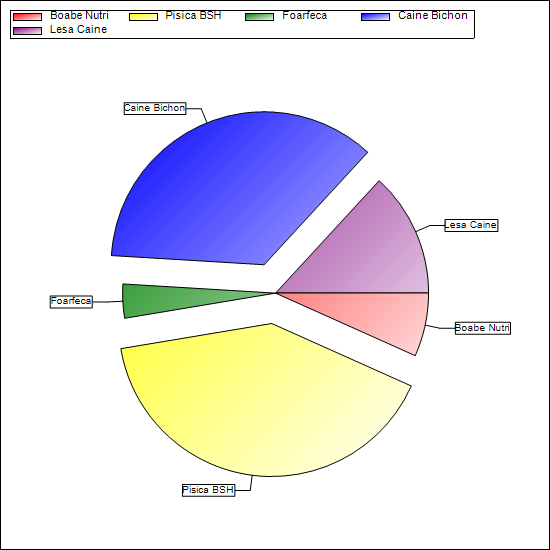 Boabe Nutri Pisica BSH Foarfeca Caine Bichon
Lesa Caine
Caine Bichon
Lesa Caine
Foarfeca
Boabe Nutri
Pisica BSH